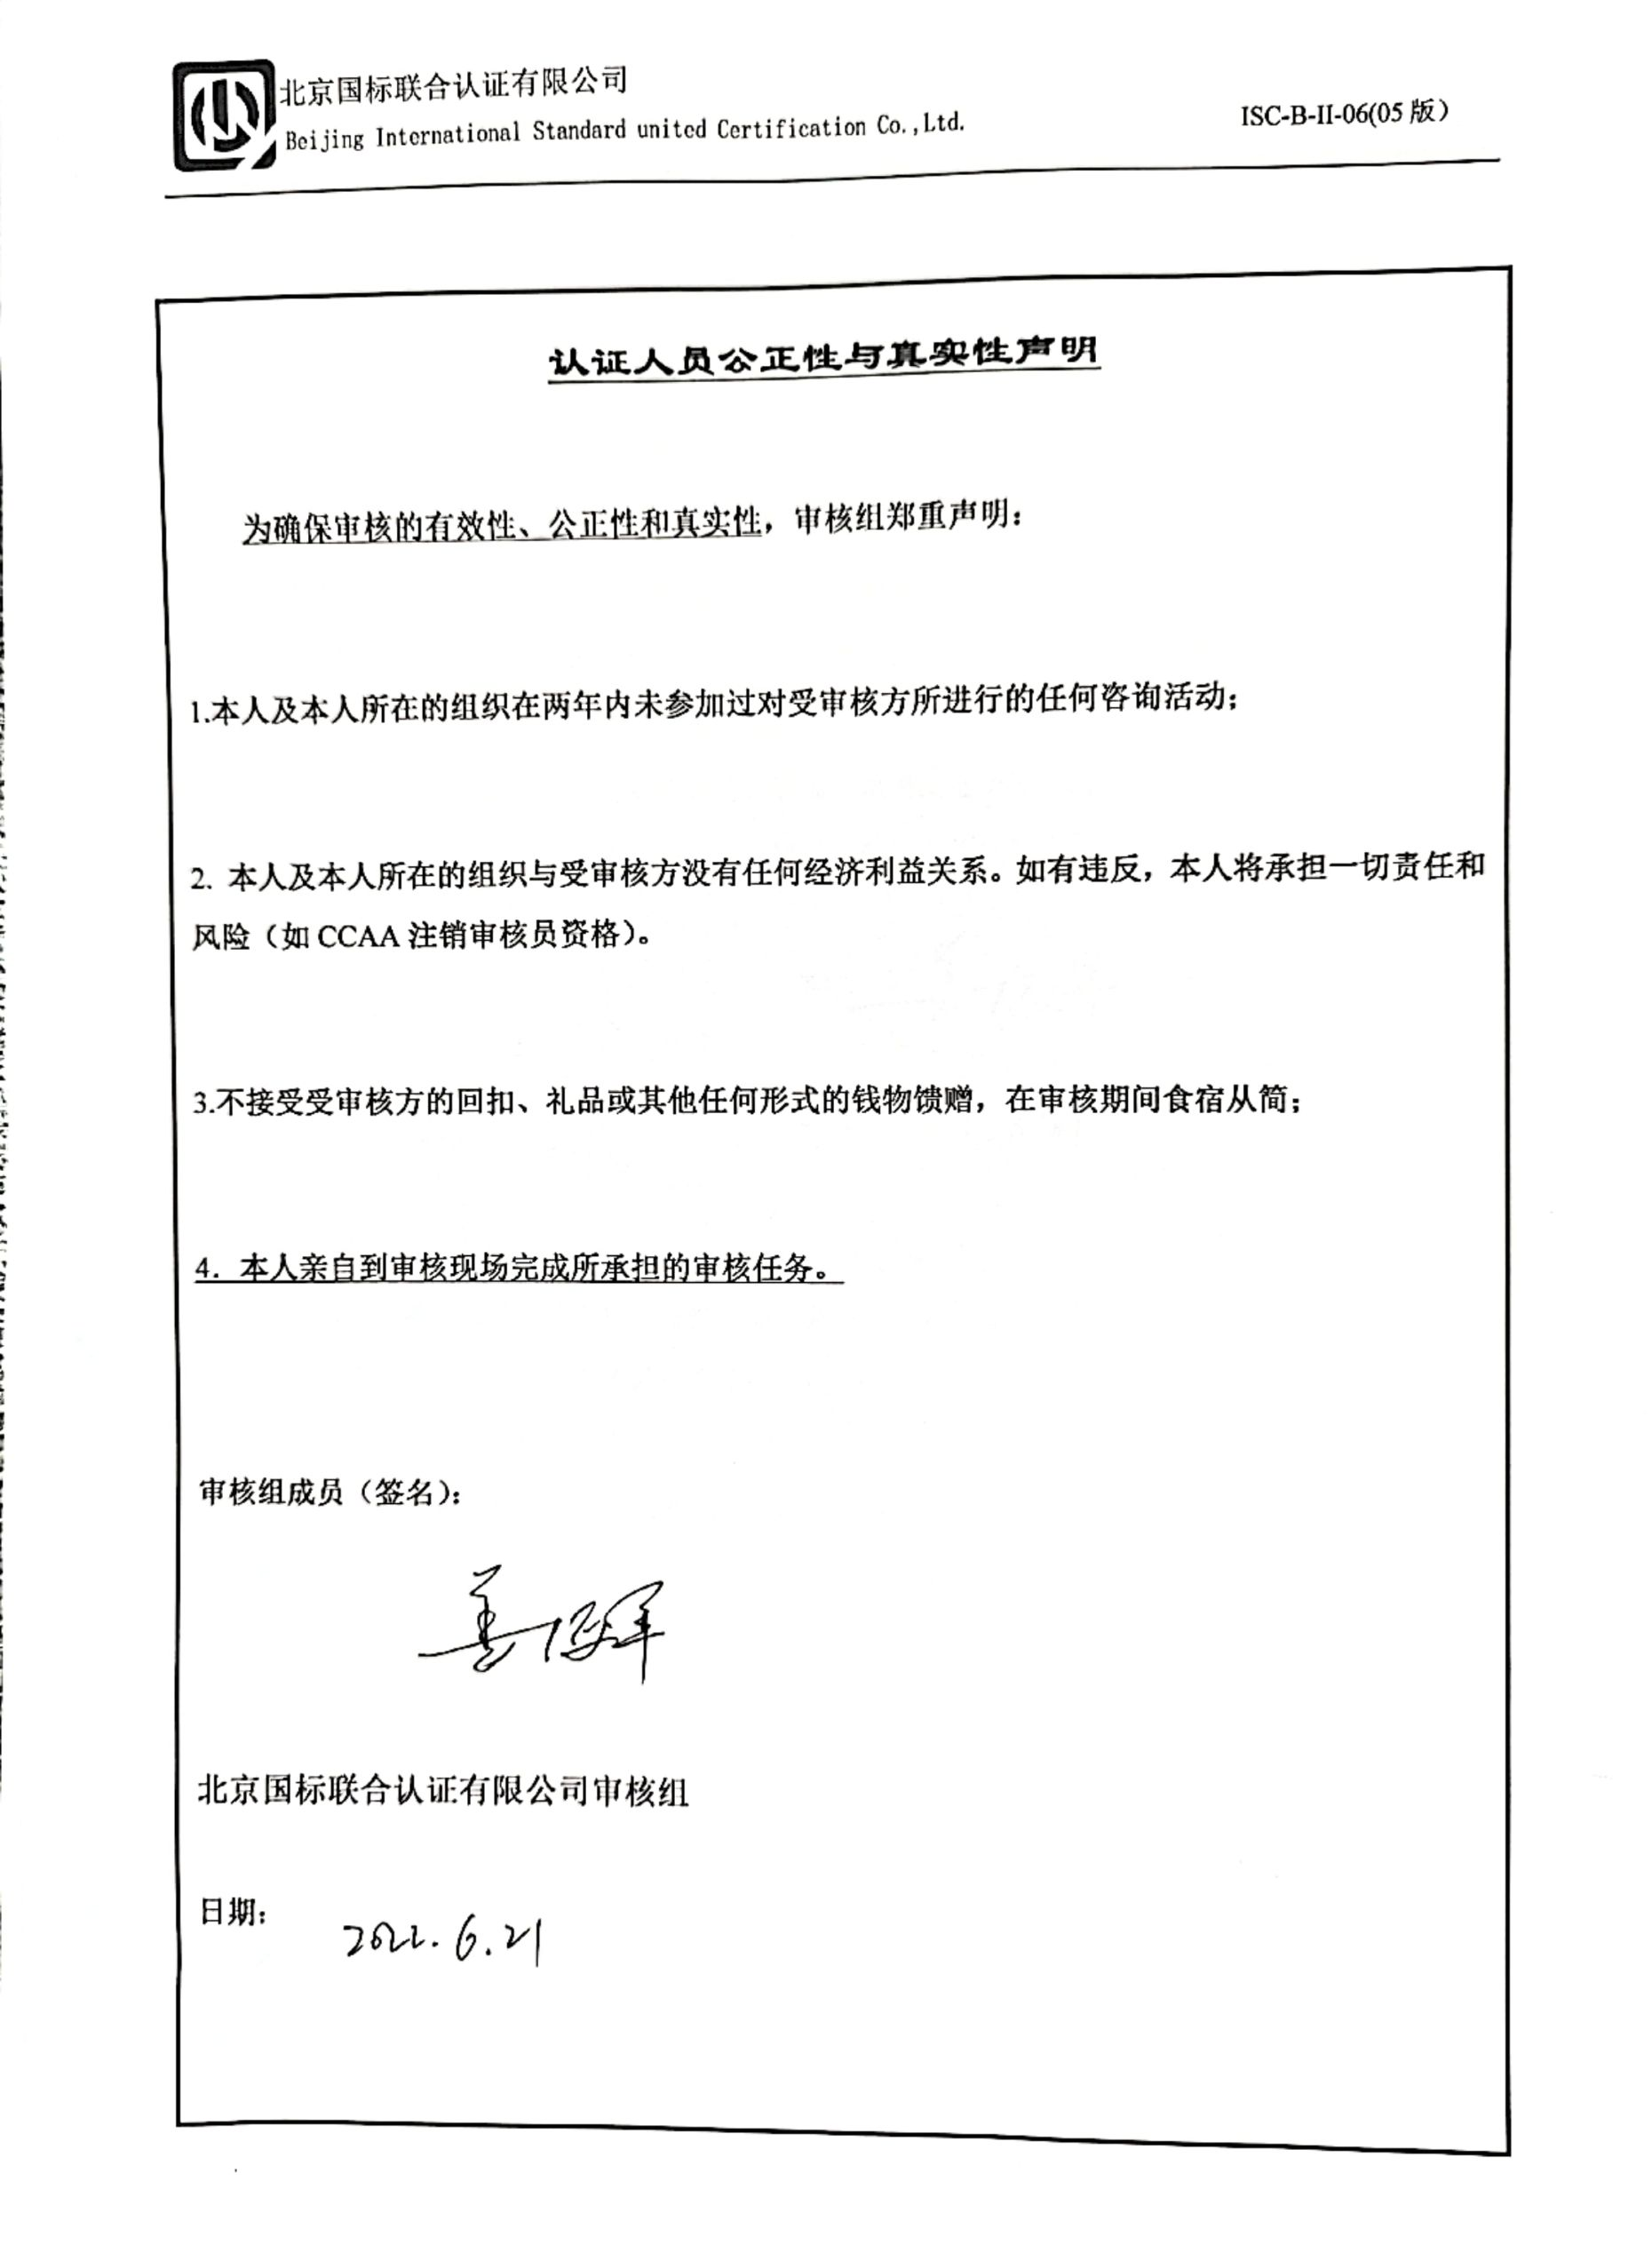 北京国标联合认证有限公司
Beijing International Standard united Certification Co.,Ltd.
ISC-B-II-06(05版)
认证人员公正性与真实性声明
为确保审核的有效性、公正性和真实性，审核组郑重声明：
1.本人及本人所在的组织在两年内未参加过对受审核方所进行的任何咨询活动；
2. 本人及本人所在的组织与受审核方没有任何经济利益关系。如有违反，本人将承担一切责任和
风险（如 CCAA 注销审核员资格）。
3.不接受受审核方的回扣、礼品或其他任何形式的钱物馈赠，在审核期间食宿从简；
4. 本人亲自到审核现场完成所承担的审核任务。
审核组成员（签名）：
北京国标联合认证有限公司审核组
日期：
2022.6.21